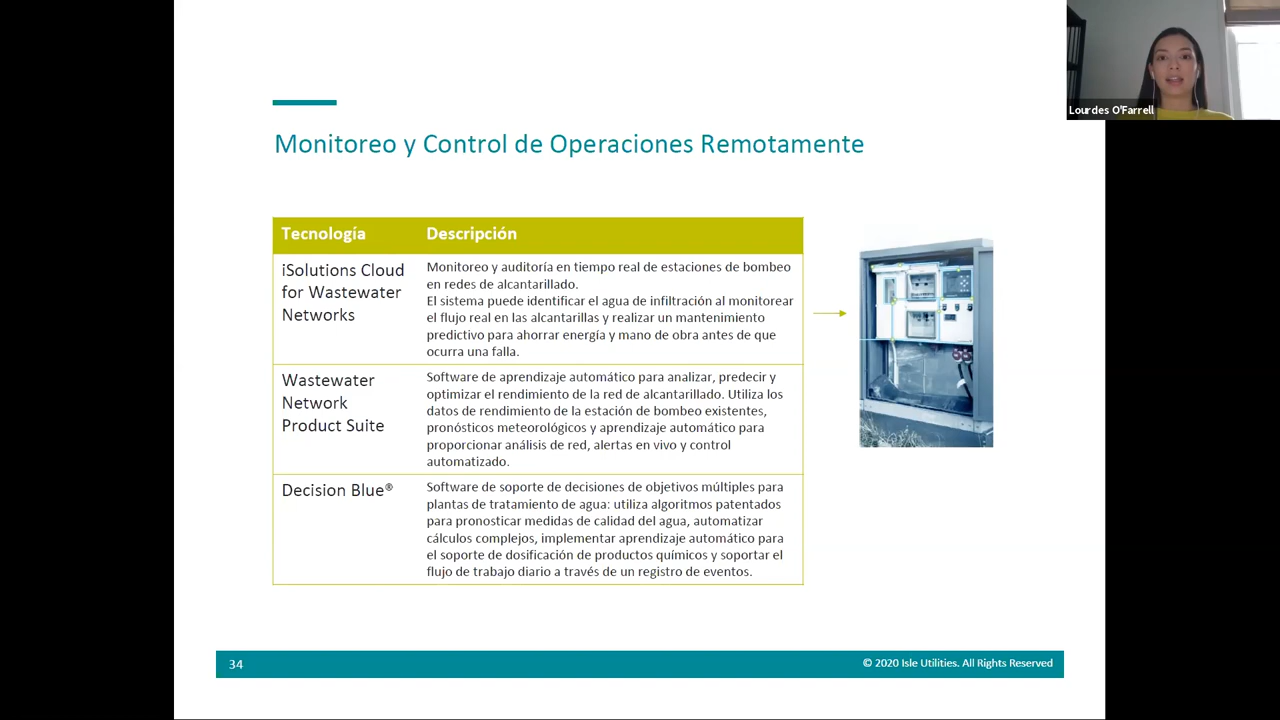 Lourdes O'Farrell
Monitoreo y Control de Operaciones Remotamente
Tecnología
Descripción
iSolutions Cloud
for Wastewater
Networks
Monitoreo y auditoría en tiempo real de estaciones de bombeo
en redes de alcantarillado.
El sistema puede identificar el agua de infiltración al monitorear
el flujo real en las alcantarillas y realizar un mantenimiento
predictivo para ahorrar energía y mano de obra antes de que
ocurra una falla.
Wastewater
Network
Product Suite
Software de aprendizaje automático para analizar, predecir y
optimizar el rendimiento de la red de alcantarillado. Utiliza los
datos de rendimiento de la estación de bombeo existentes,
pronósticos meteorológicos y aprendizaje automático para
proporcionar análisis de red, alertas en vivo y control
automatizado.
Decision Blue®
Software de soporte de decisiones de objetivos múltiples para
plantas de tratamiento de agua: utiliza algoritmos patentados
para pronosticar medidas de calidad del agua, automatizar
cálculos complejos, implementar aprendizaje automático para
el soporte de dosificación de productos químicos y soportar el
flujo de trabajo diario a través de un registro de eventos.
34
© 2020 Isle Utilities. All Rights Reserved